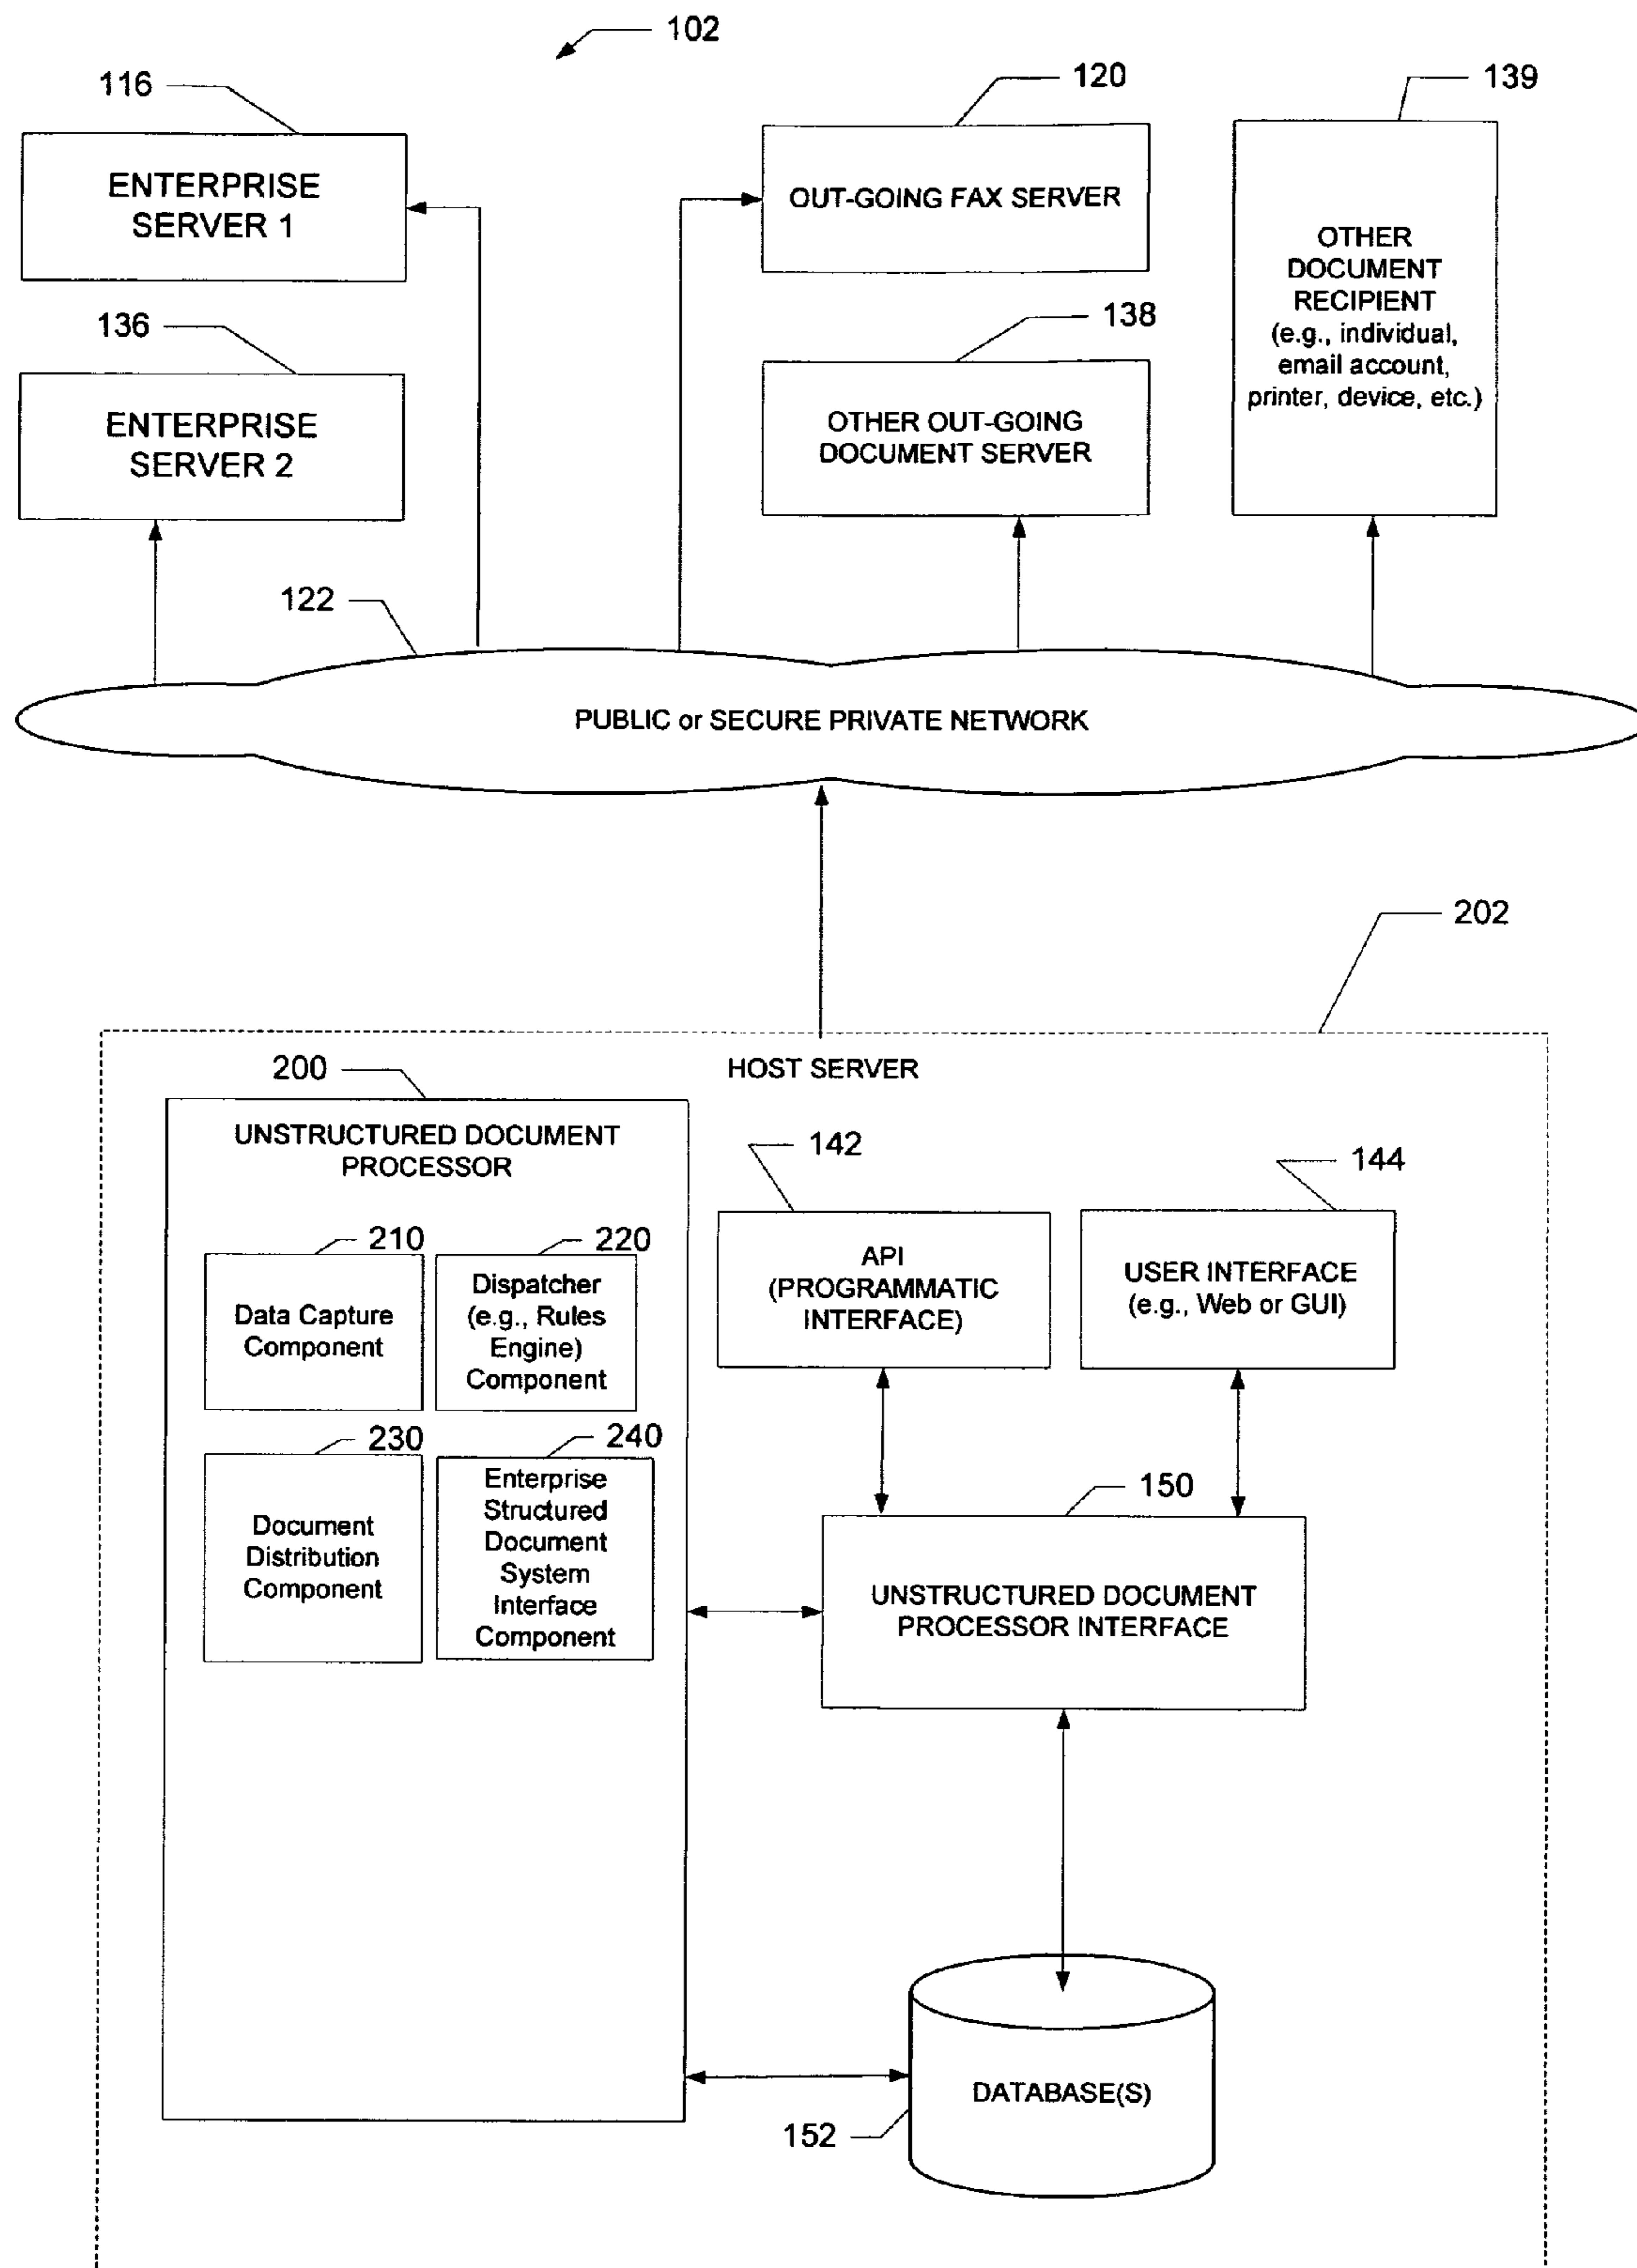 102
116
120
139
ENTERPRISE
SERVER 1
OUT-GOING FAX SERVER
OTHER
DOCUMENT
RECIPIENT
(e.g., individual,
email account,
printer, device, etc.)
136
138
ENTERPRISE
SERVER 2
OTHER OUT-GOING
DOCUMENT SERVER
122
PUBLIC or SECURE PRIVATE NETWORK
202
HOST SERVER
200
UNSTRUCTURED DOCUMENT
PROCESSOR
142
144
API
(PROGRAMMATIC
INTERFACE)
USER INTERFACE
(e.g., Web or GUI)
210
220
Data Capture
Component
Dispatcher
(e.g., Rules
Engine)
Component
230
240
Document
Distribution
Component
Enterprise
Structured
Document
System
Interface
Component
150
UNSTRUCTURED DOCUMENT
PROCESSOR INTERFACE
DATABASE(S)
152